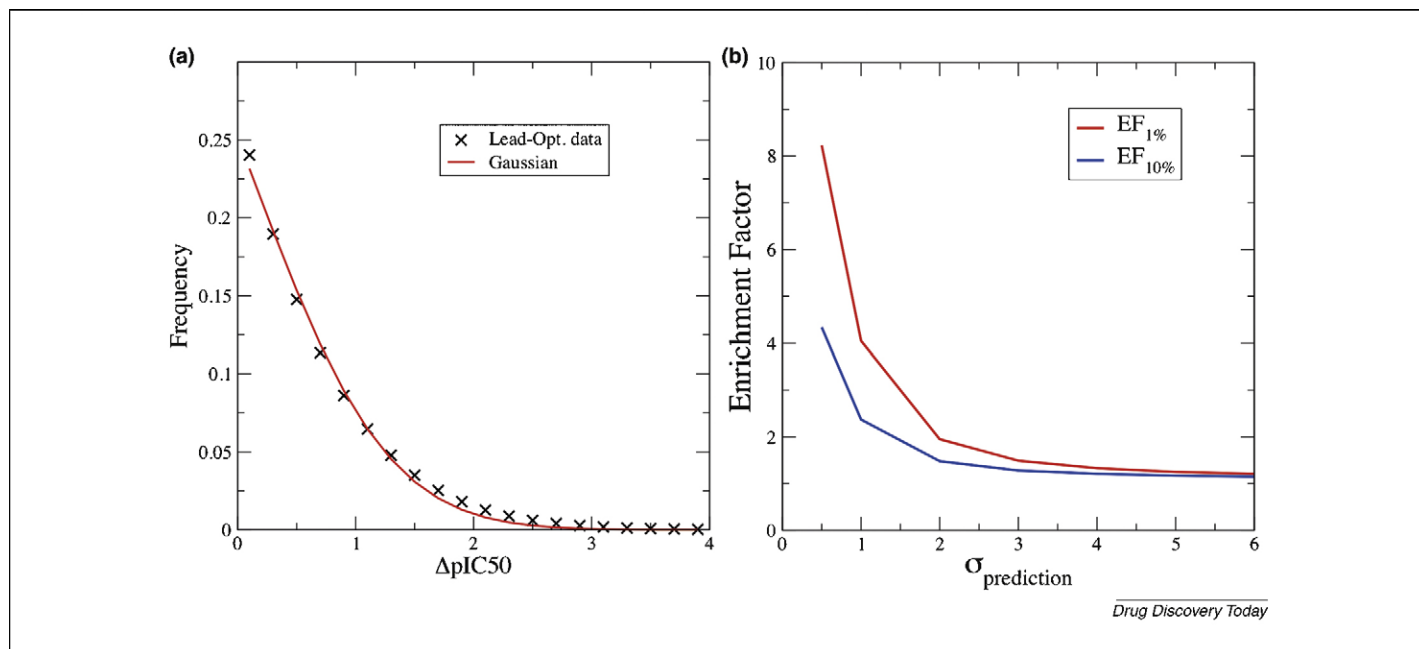 (a)
0.25
0.2
0.15
0.1
0.05
0
Frequency
Lead-Opt. data
Gaussian
0 1 2 3 4
ΔpIC50
(b)
10
8
6
4
2
0
Enrichment Factor
EF1%
EF10%
0 1 2 3 4 5 6
σprediction
Drug Discovery Today